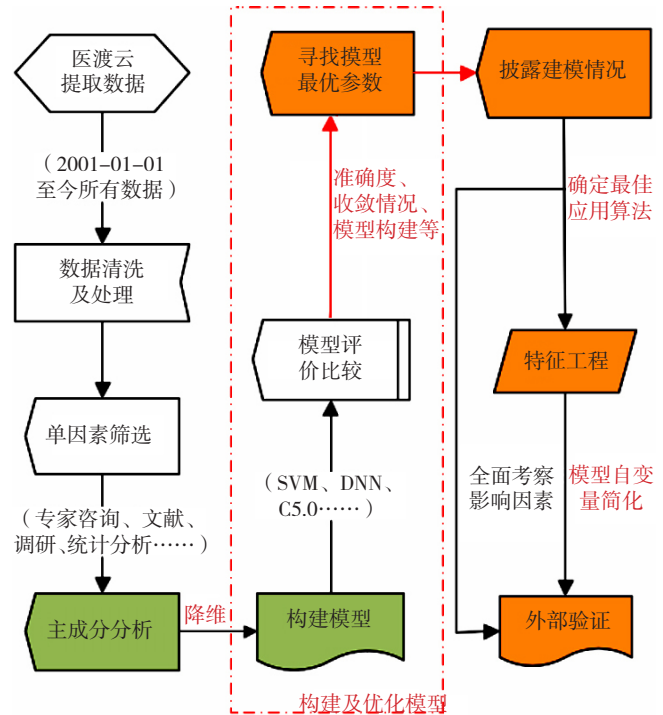 医渡云
提取数据
（2001-01-01
至今所有数据）
数据清洗
及处理
单因素筛选
（专家咨询、文献、
调研、统计分析……）
主成分分析
降维
构建模型
（SVM、DNN、
C5.0……）
模型评
价比较
准确度、
收敛情况、
模型构建等
寻找摸型
最优参数
构建及优化模型
披露建模情况
确定最佳
应用算法
特征工程
全面考察
影响因素
模型自变
量简化
外部验证